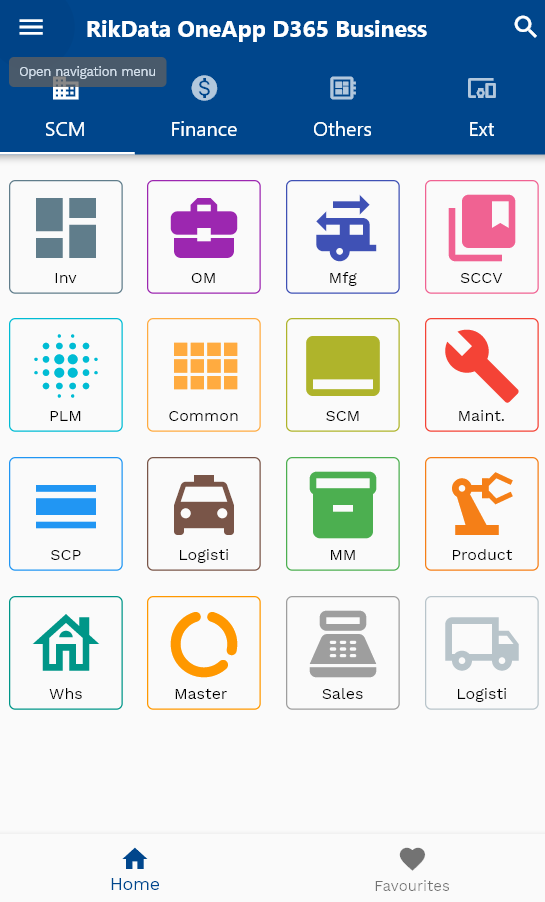 RikData OneApp D365 Business
Open navigation menu
SCM Finance Others Ext
Inv OM Mfg SCCV
PLM Common SCM Maint.
SCP Logisti MM Product
Whs Master Sales Logisti
Home Favourites